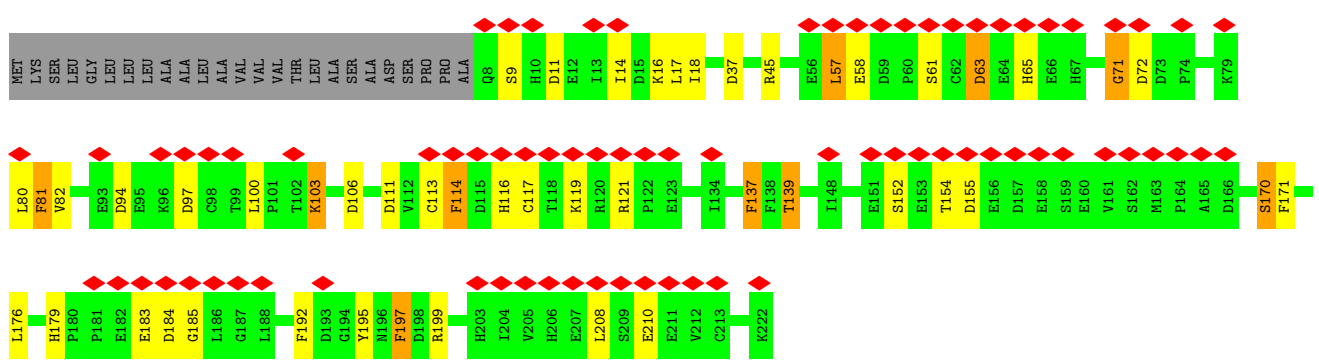 MET LYS SER LEU GLY LEU LEU LEU ALA ALA LEU ALA VAL VAL THR LEU ALA SER ALA ASP SER PRO PRO ALA Q8 S9 H10 D11 E12 I13 I14 D15 K16 L17 I18 D37 R45 E56 L57 E58 D59 P60 S61 C62 D63 E64 H65 E66 H67 G71 D72 D73 P74 K79
L80 F81 V82 E93 D94 E95 K96 D97 C98 T99 L100 P101 T102 K103 D106 D111 V112 C113 F114 D115 H116 C117 T118 K119 R120 R121 P122 E123 I134 F137 F138 T139 I148 E151 S152 E153 T154 D155 E156 D157 E158 S159 E160 V161 S162 M163 P164 A165 D166 S170 F171
L176 H179 P180 P181 E182 E183 D184 G185 L186 G187 L188 F192 D193 G194 Y195 N196 F197 D198 R199 H203 I204 V205 H206 E207 L208 S209 E210 E211 V212 C213 K222